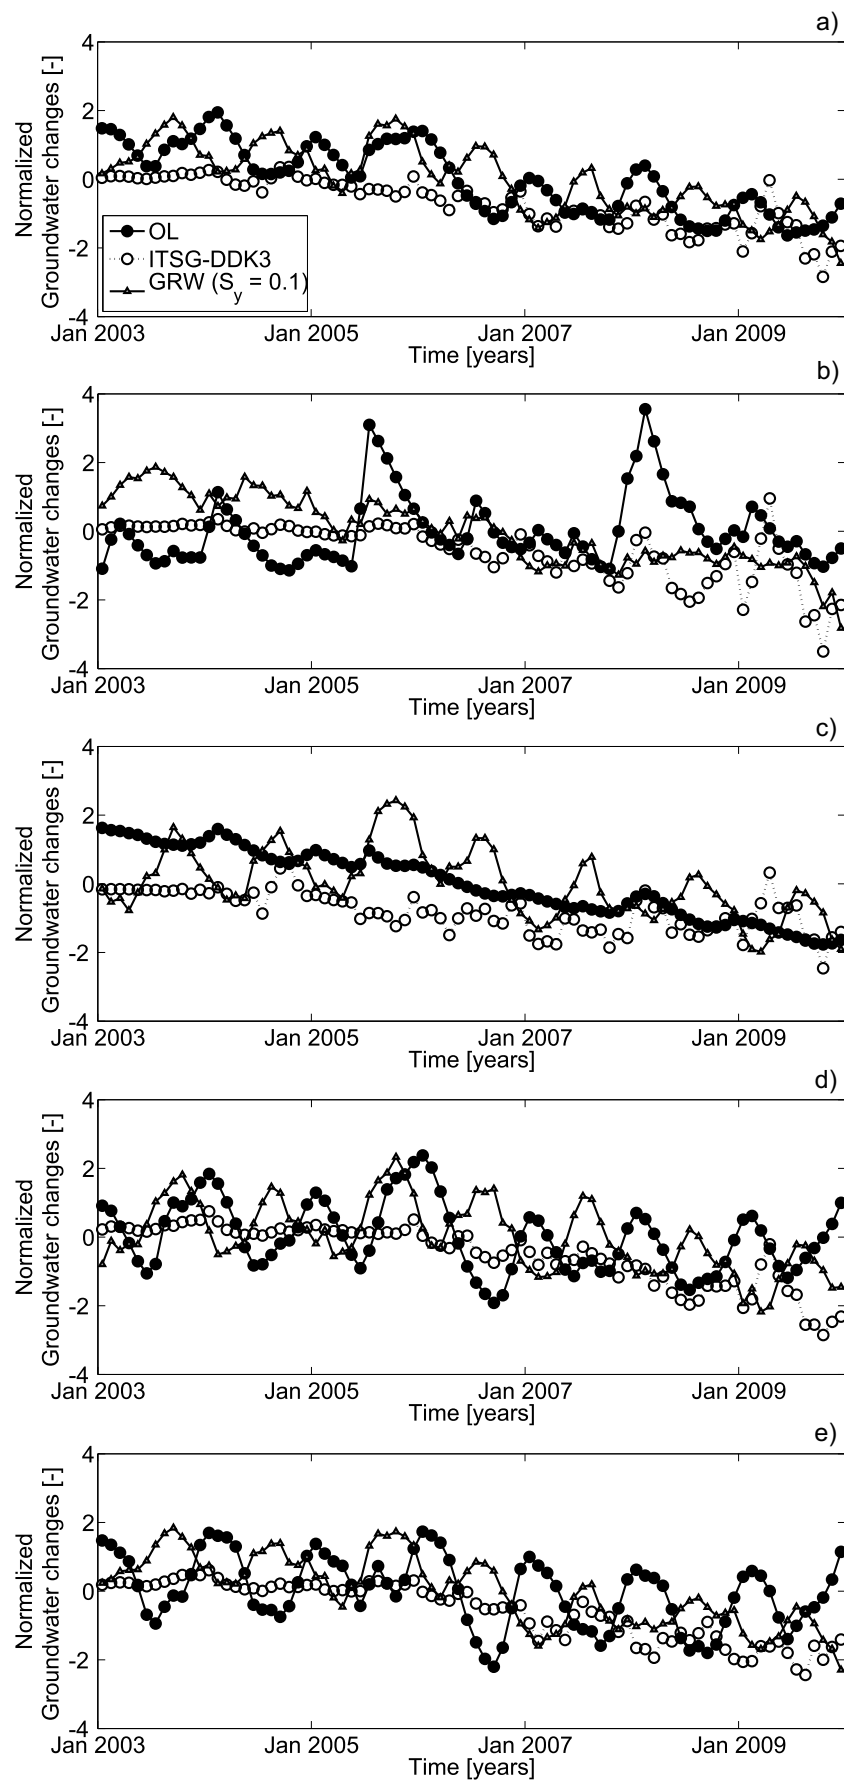 a)
4
2
0
-2
-4
Normalized
Groundwater changes [-]
OL
ITSG-DDK3
GRW (S_y = 0.1)
Jan 2003
Jan 2005
Jan 2007
Jan 2009
Time [years]
b)
4
2
0
-2
-4
Normalized
Groundwater changes [-]
Jan 2003
Jan 2005
Jan 2007
Jan 2009
Time [years]
c)
4
2
0
-2
-4
Normalized
Groundwater changes [-]
Jan 2003
Jan 2005
Jan 2007
Jan 2009
Time [years]
d)
4
2
0
-2
-4
Normalized
Groundwater changes [-]
Jan 2003
Jan 2005
Jan 2007
Jan 2009
Time [years]
e)
4
2
0
-2
-4
Normalized
Groundwater changes [-]
Jan 2003
Jan 2005
Jan 2007
Jan 2009
Time [years]